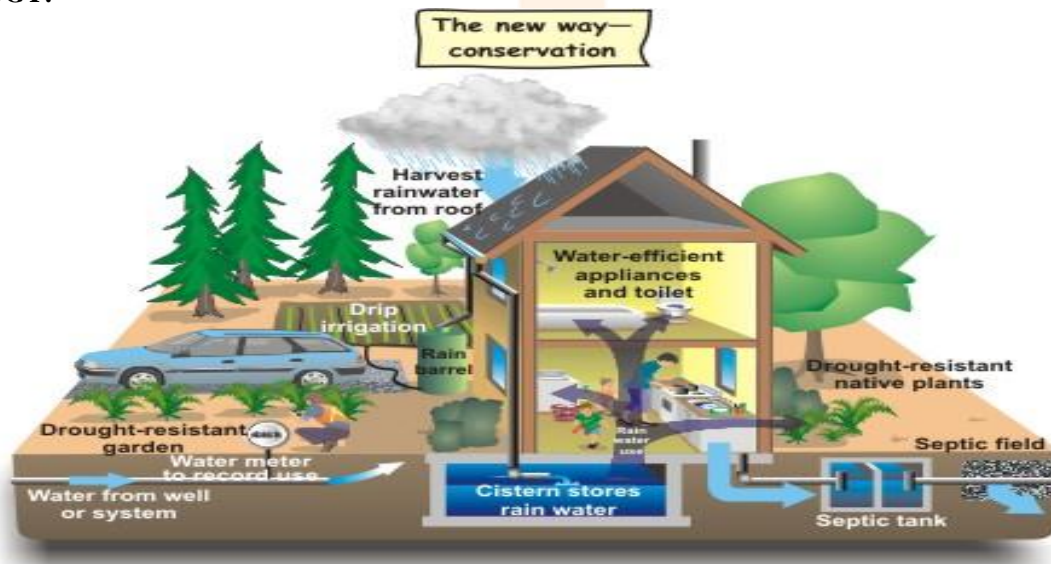 The new way—
conservation
Harvest
rainwater
from roof
Water-efficient
appliances
and toilet
Drip
irrigation
Rain
barrel
Drought-resistant
native plants
Drought-resistant
garden
Rain
water
use
Septic field
Water meter
to record use
Water from well
or system
Cistern stores
rain water
Septic tank